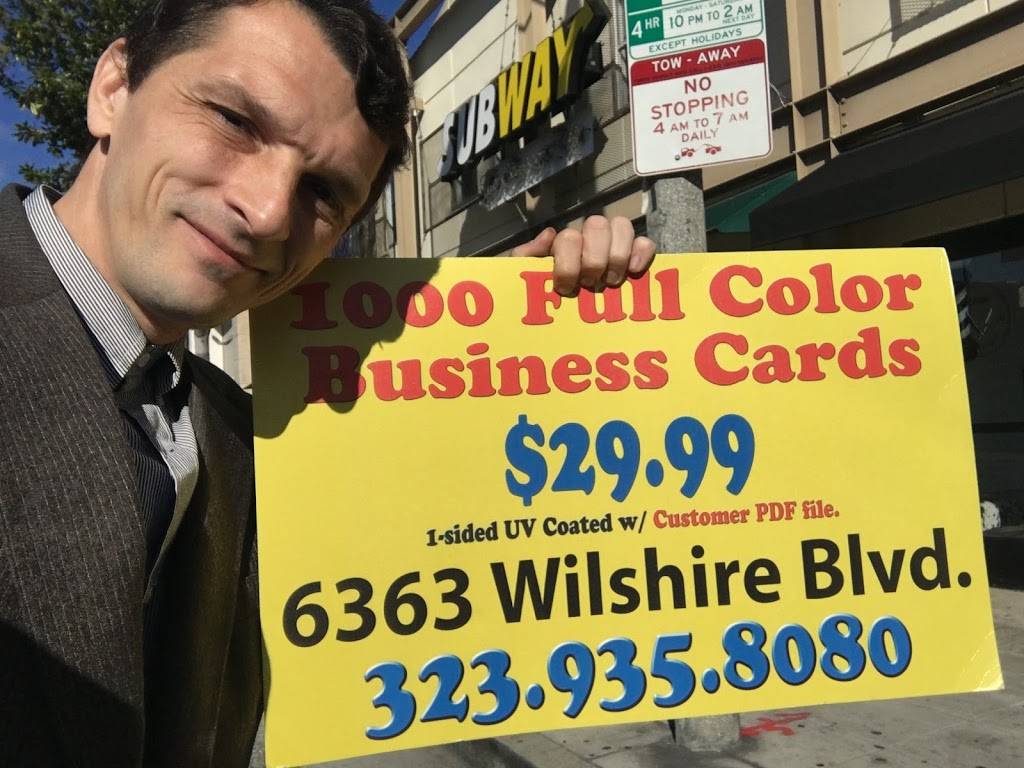 SUBWAY
4 HR
MONDAY - SATURDAY
10 PM TO 2 AM
NEXT DAY
EXCEPT HOLIDAYS
TOW - AWAY
NO
STOPPING
4 AM TO 7 AM
DAILY
1000 Full Color
Business Cards
$29.99
1-sided UV Coated w/ Customer PDF file.
6363 Wilshire Blvd.
323.935.8080